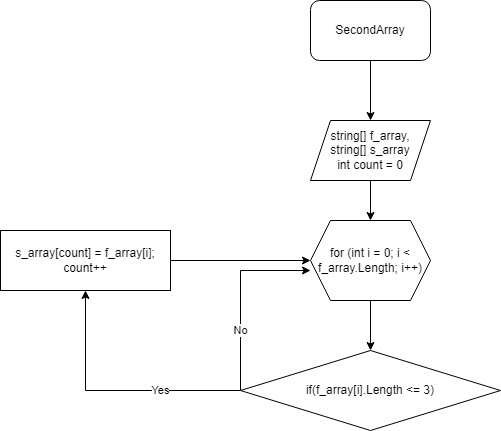 SecondArray
string[] f_array,
string[] s_array
int count = 0
s_array[count] = f_array[i];
count++
for (int i = 0; i <
f_array.Length; i++)
No
Yes
if(f_array[i].Length <= 3)